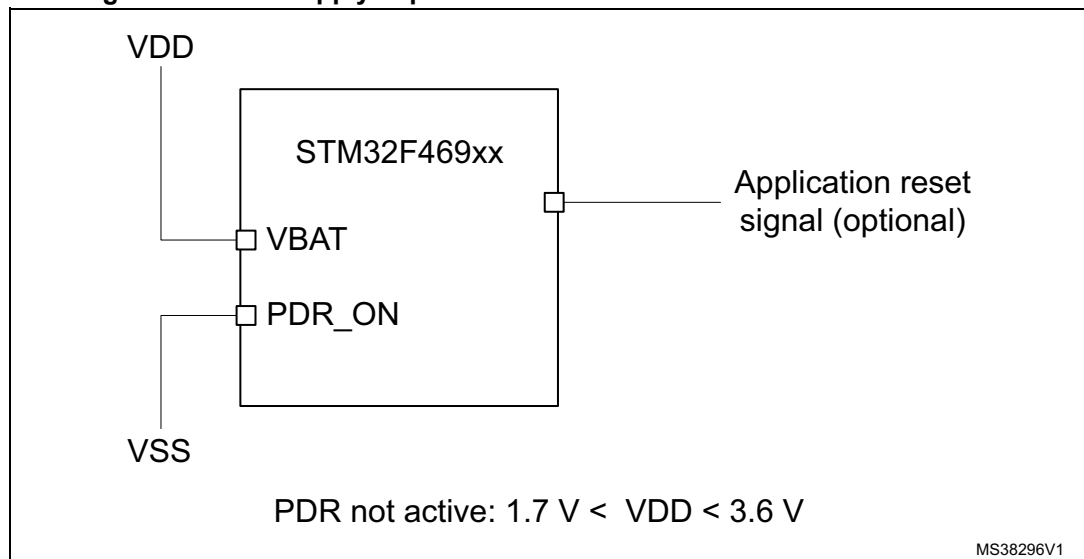 VDD
STM32F469xx
Application reset
signal (optional)
VBAT
PDR_ON
VSS
PDR not active: 1.7 V < VDD < 3.6 V
MS38296V1